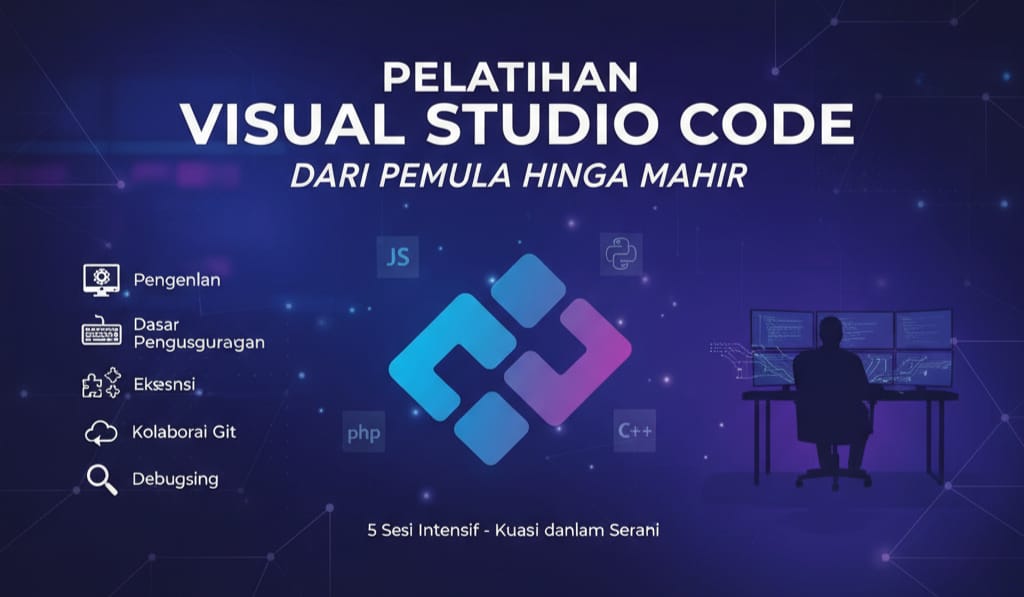 PELATIHAN
VISUAL STUDIO CODE
DARI PEMULA HINGA MAHIR
JS
Pengenlan
Dasar
Pengusguragan
Eksesnsi
Kolaborai Git
php
C++
Debugsing
5 Sesi Intensif - Kuasi danlam Serani